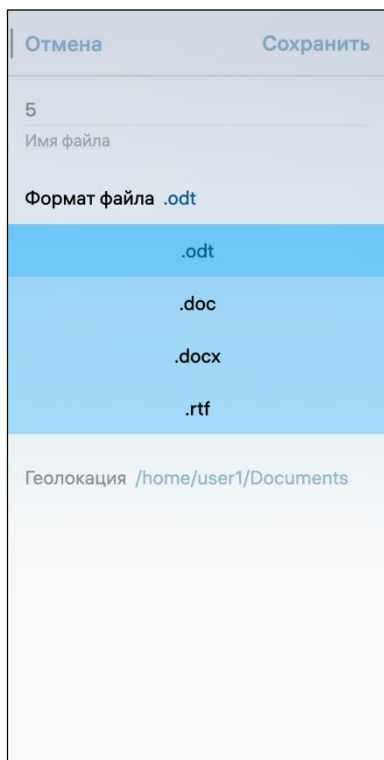 Отмена Сохранить
5
Имя файла
Формат файла .odt
.odt
.doc
.docx
.rtf
Геолокация /home/user1/Documents